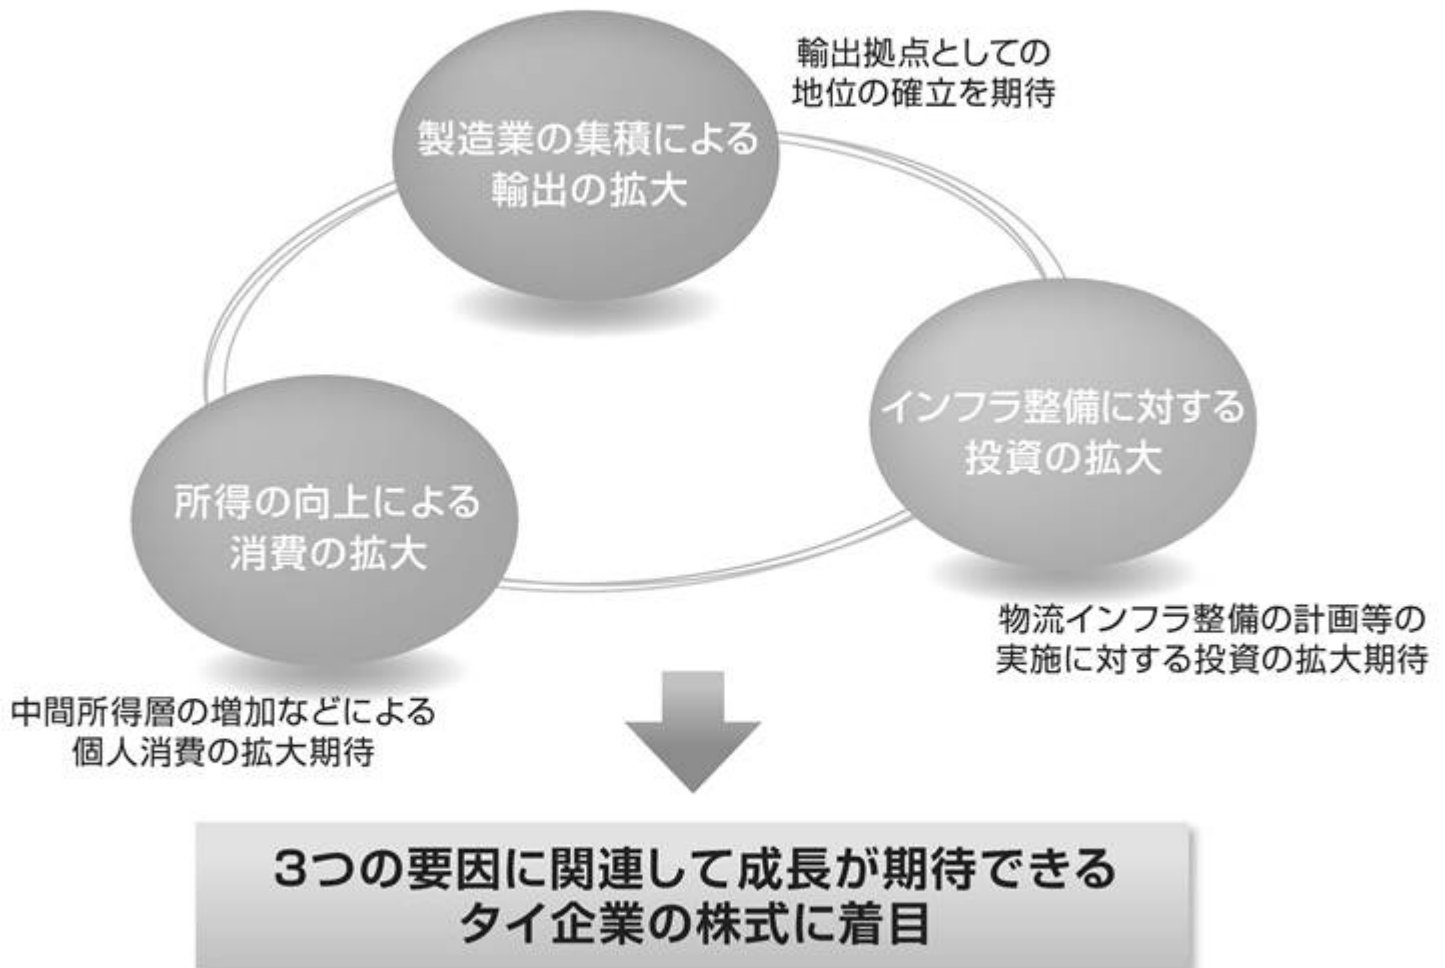 輸出拠点としての
地位の確立を期待
製造業の集積による
輸出の拡大
インフラ整備に対する
投資の拡大
所得の向上による
消費の拡大
物流インフラ整備の計画等の
実施に対する投資の拡大期待
中間所得層の増加などによる
個人消費の拡大期待
3つの要因に関連して成長が期待できる
タイ企業の株式に着目